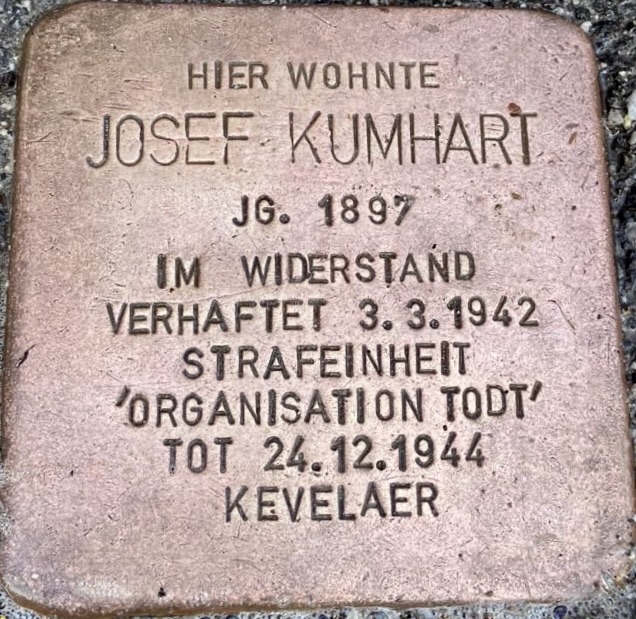 HIER WOHNTE
JOSEF KUMHART
JG. 1897
IM WIDERSTAND
VERHAFTET 3.3.1942
STRAFEINHEIT
'ORGANISATION TODT'
TOT 24.12.1944
KEVELAER